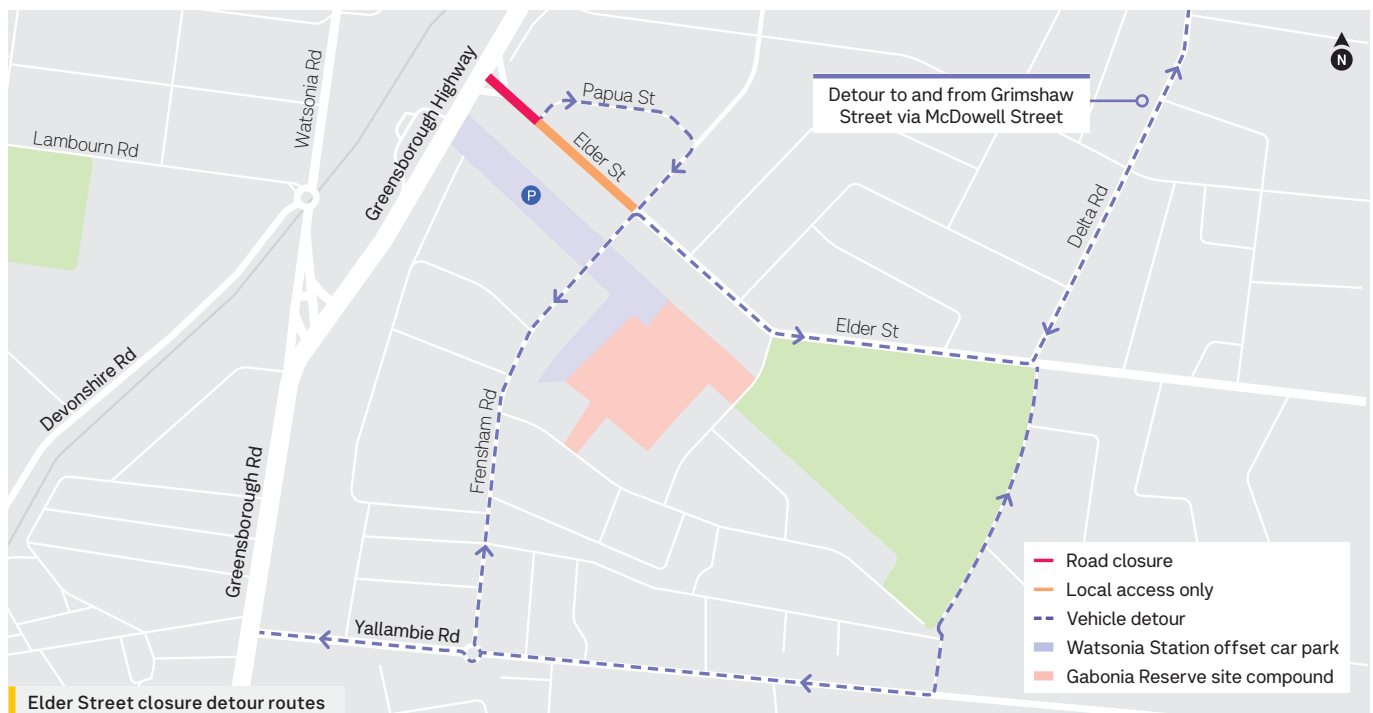 Watsonia Rd
Greensborough Highway
Papua St
Detour to and from Grimshaw
Street via McDowell Street
N
Lambourn Rd
Elder St
P
Delta Rd
Elder St
Devonshire Rd
Frensham Rd
Greensborough Rd
Yallambie Rd
Road closure
Local access only
Vehicle detour
Watsonia Station offset car park
Gabonia Reserve site compound
Elder Street closure detour routes